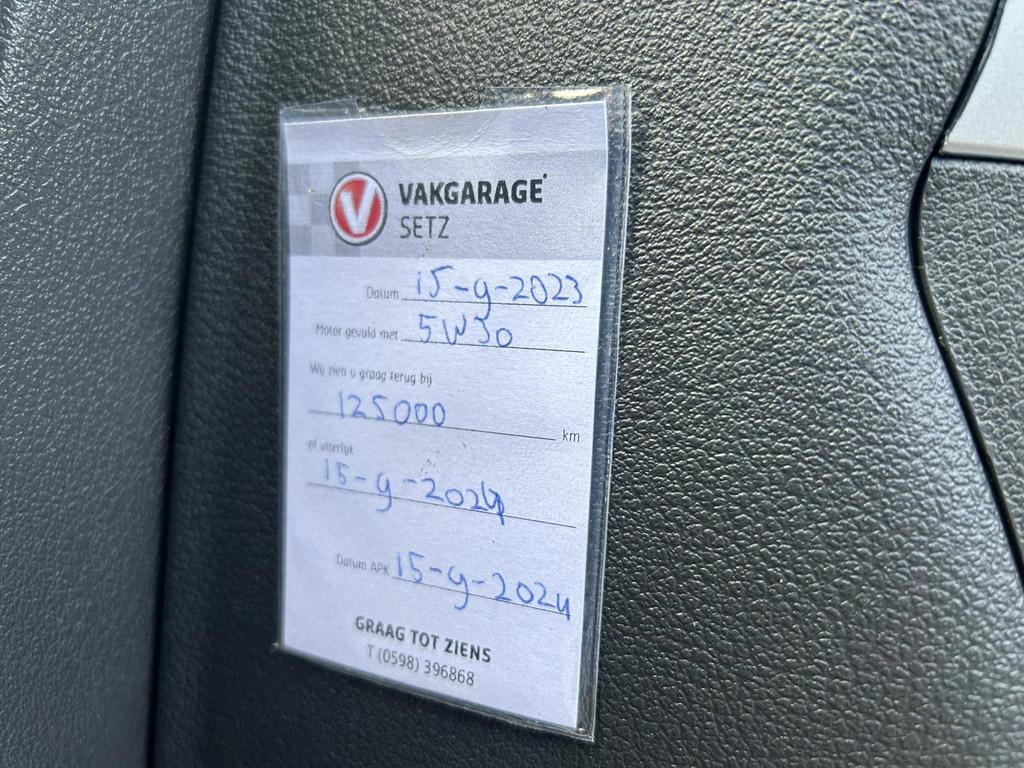 V
VAKGARAGE
SETZ
Datum 15-9-2023
Motor gevuld met 5W30
Wij zien u graag terug bij
125000 km
of uiterlijk
15-9-2024
Datum APK 15-9-2024
GRAAG TOT ZIENS
T (0598) 396868